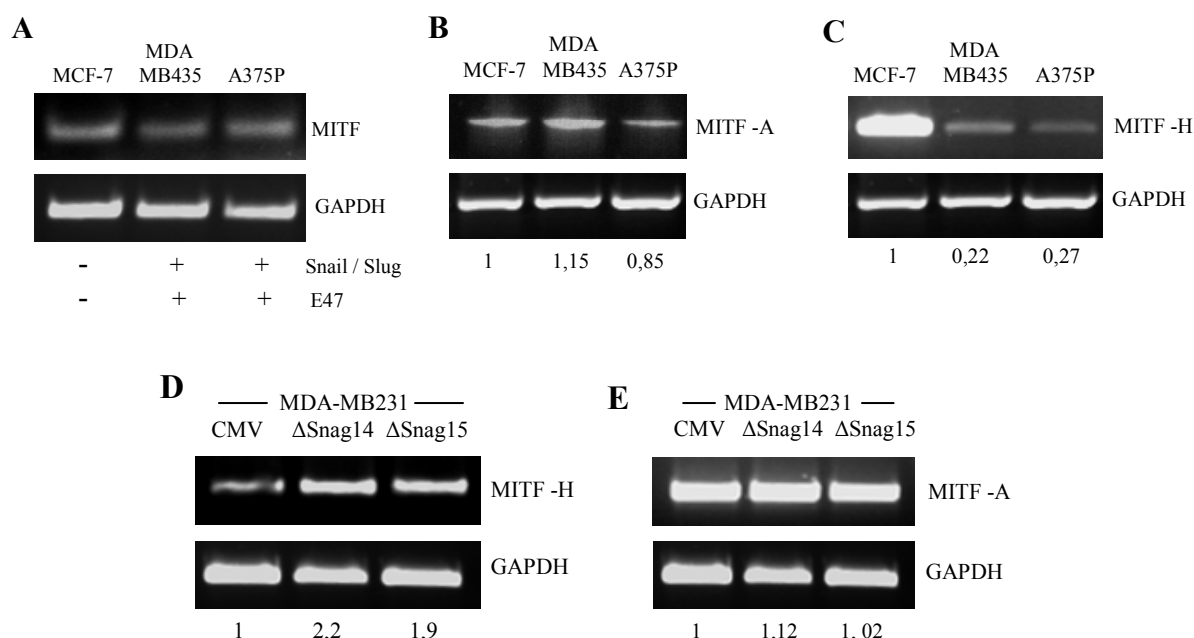 A
MCF-7 MDA MB435 A375P
MITF
GAPDH
- + + Snail / Slug
- + + E47
B
MCF-7 MDA MB435 A375P
MITF -A
GAPDH
1 1,15 0,85
C
MCF-7 MDA MB435 A375P
MITF -H
GAPDH
1 0,22 0,27
D
MDA-MB231
CMV ΔSnag14 ΔSnag15
MITF -H
GAPDH
1 2,2 1,9
E
MDA-MB231
CMV ΔSnag14 ΔSnag15
MITF -A
GAPDH
1 1,12 1, 02